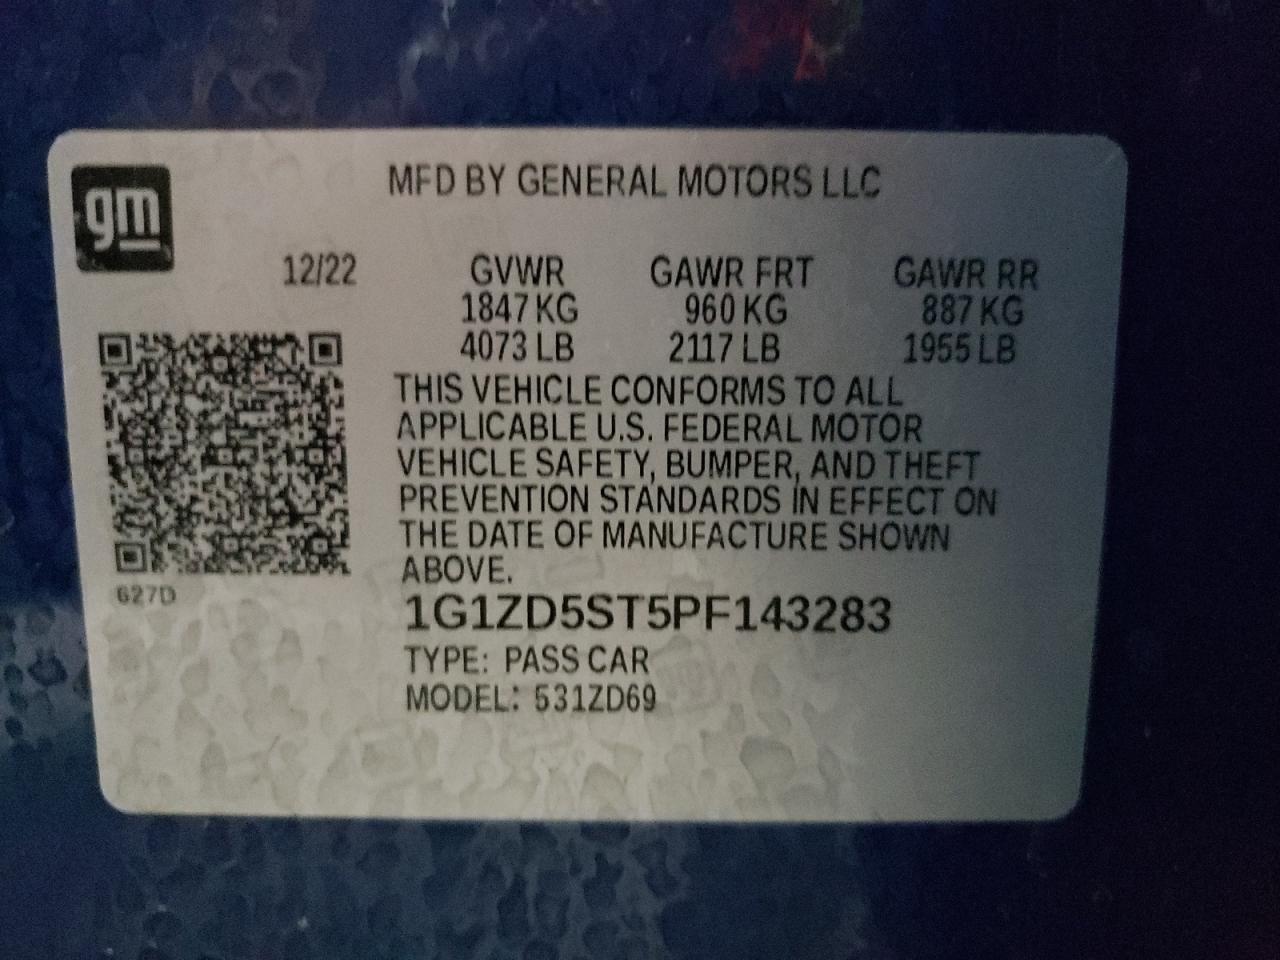 gm
MFD BY GENERAL MOTORS LLC
12/22 GVWR GAWR FRT GAWR RR
1847 KG 960 KG 887 KG
4073 LB 2117 LB 1955 LB
THIS VEHICLE CONFORMS TO ALL
APPLICABLE U.S. FEDERAL MOTOR
VEHICLE SAFETY, BUMPER, AND THEFT
PREVENTION STANDARDS IN EFFECT ON
THE DATE OF MANUFACTURE SHOWN
ABOVE.
627D
1G1ZD5ST5PF143283
TYPE: PASS CAR
MODEL: 531ZD69